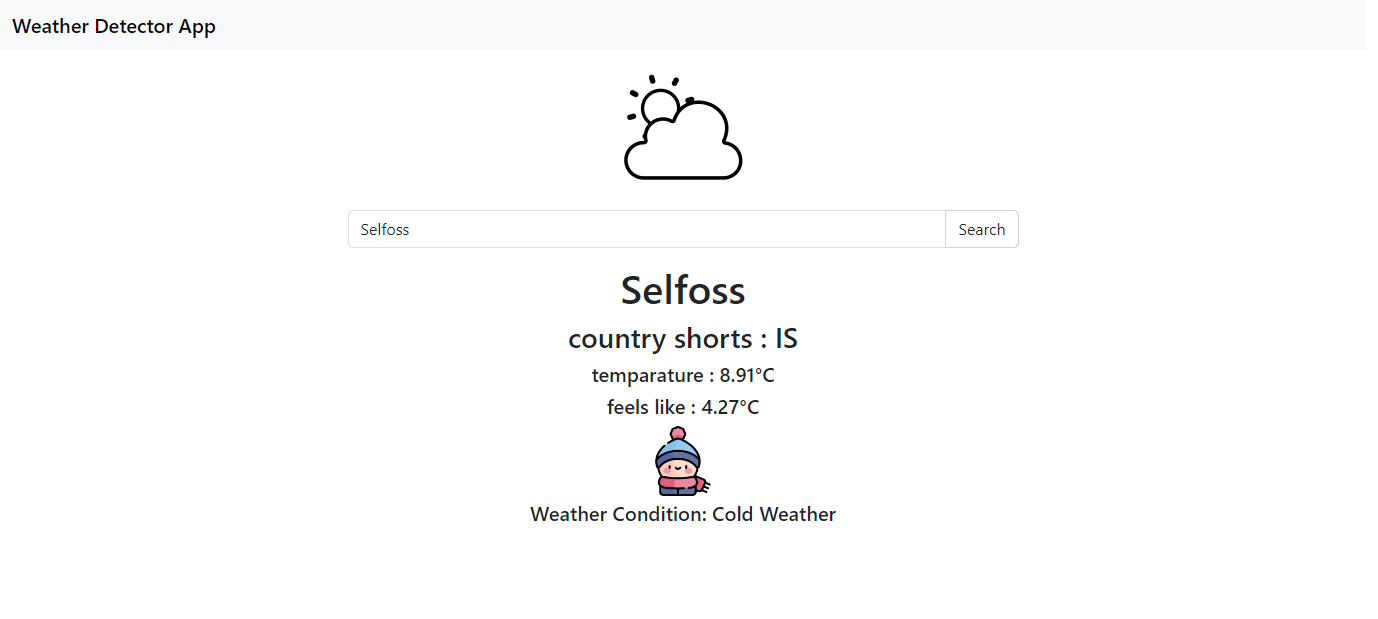 Weather Detector App
Selfoss
Search
Selfoss
country shorts : IS
temparature : 8.91°C
feels like : 4.27°C
Weather Condition: Cold Weather